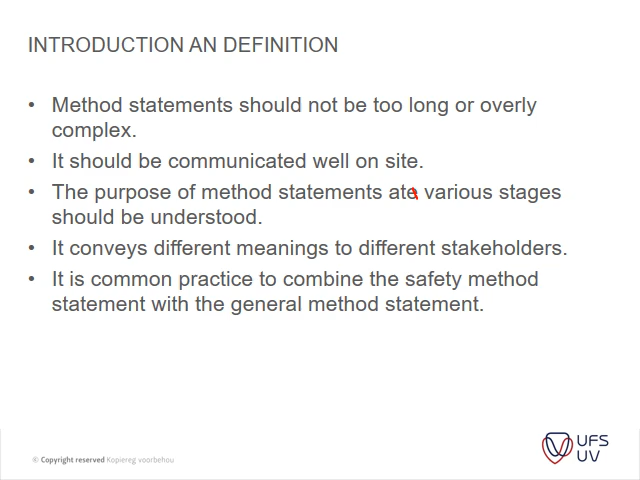 INTRODUCTION AN DEFINITION
• Method statements should not be too long or overly
complex.
• It should be communicated well on site.
• The purpose of method statements ate various stages
should be understood.
• It conveys different meanings to different stakeholders.
• It is common practice to combine the safety method
statement with the general method statement.
© Copyright reserved Kopiereg voorbehou
UFS
UV